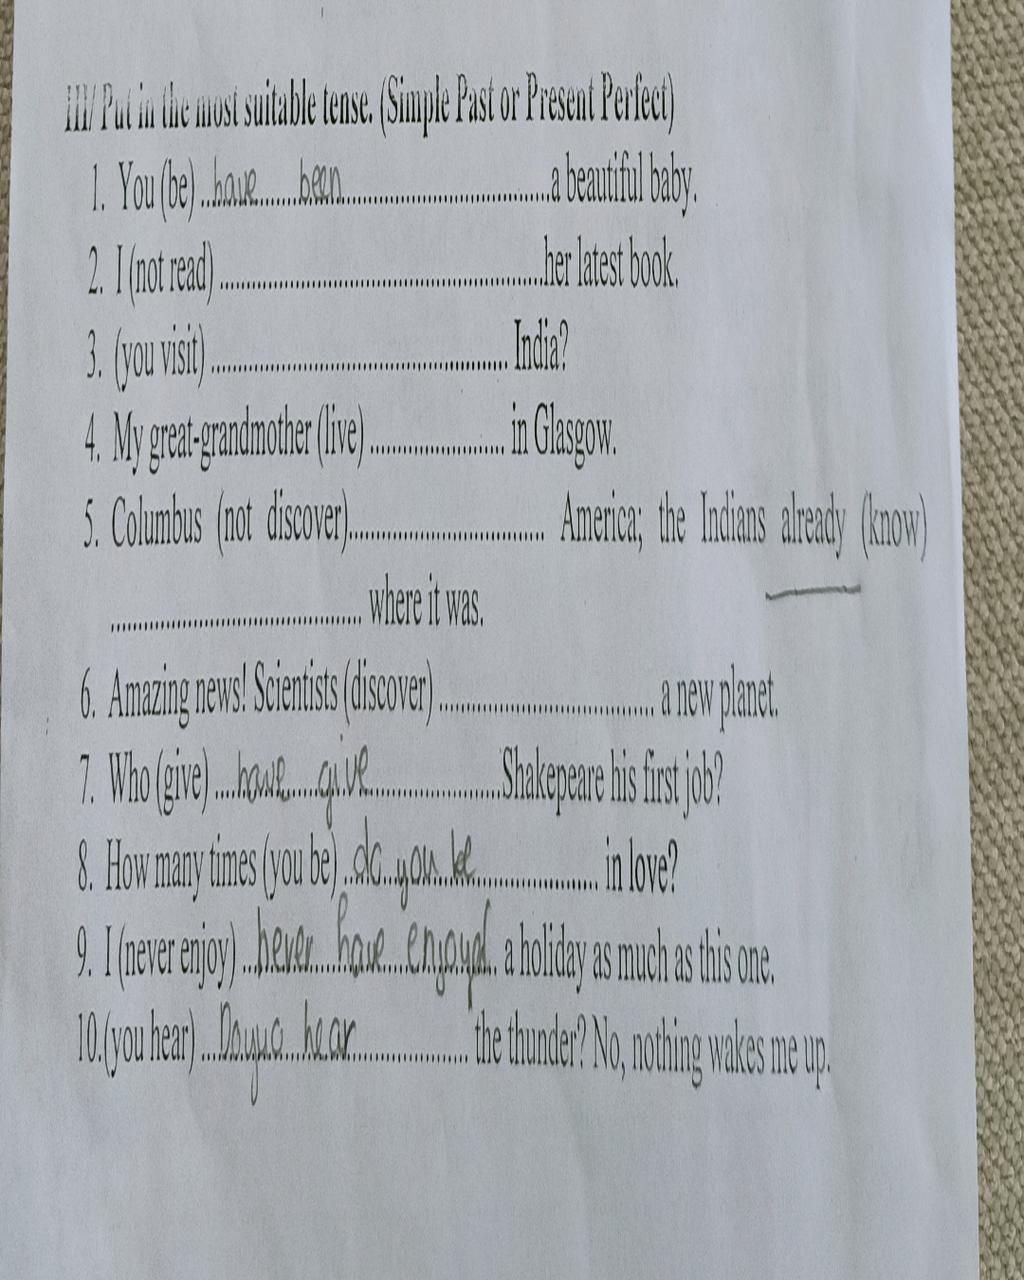 III/ Put in the most suitable tense. (Simple Past or Present Perfect)
1. You (be) ..have.......been..........................................a beautiful baby.
2. I (not read) ..............................................................her latest book.
3. (you visit) ......................................................... India?
4. My great-grandmother (live) .......................... in Glasgow.
5. Columbus (not discover)..................................... America; the Indians already (know)
................................................ where it was.
6. Amazing news! Scientists (discover) ......................................... a new planet.
7. Who (give) ....have.....give.........................Shakepeare his first job?
8. How many times (you be) ..do...you...be....................... in love?
9. I (never enjoy) ...never.....have....enjoyd.. a holiday as much as this one.
10.(you hear) ...Do you...hear...................... the thunder? No, nothing wakes me up.